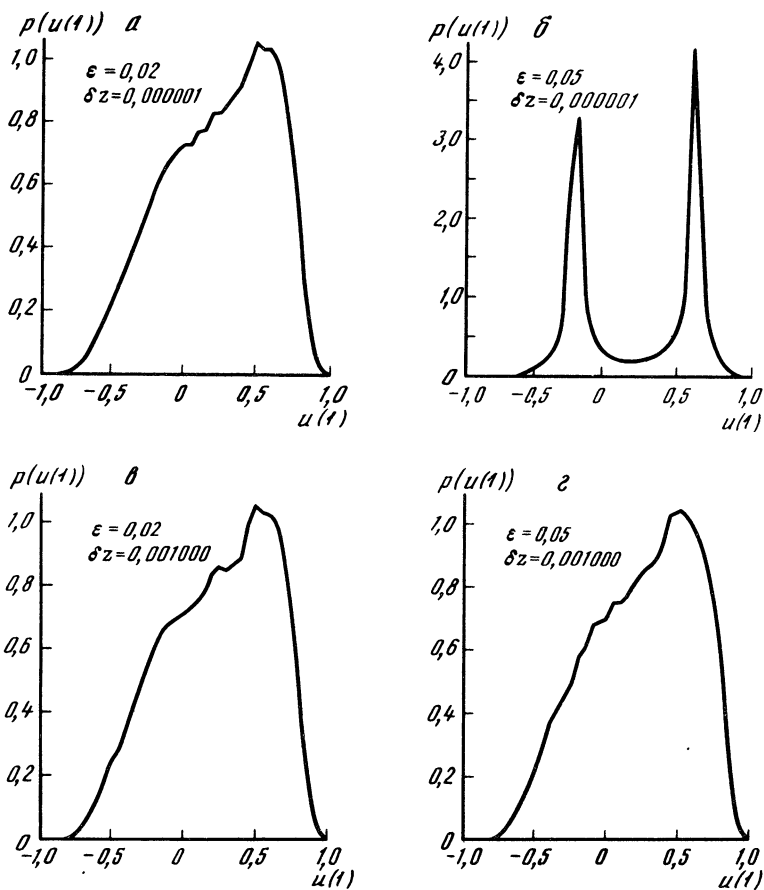 p(u(1)) а
1,0
0,8
0,6
0,4
0,2
0
ε = 0,02
δz=0,000001
-1,0 -0,5 0 0,5 1,0
u(1)
p(u(1)) б
4,0
3,0
2,0
1,0
0
ε = 0,05
δz=0,000001
-1,0 -0,5 0 0,5 1,0
u(1)
p(u(1)) в
1,0
0,8
0,6
0,4
0,2
0
ε = 0,02
δz=0,001000
-1,0 -0,5 0 0,5 1,0
u(1)
p(u(1)) г
1,0
0,8
0,6
0,4
0,2
0
ε = 0,05
δz=0,001000
-1,0 -0,5 0 0,5 1,0
u(1)